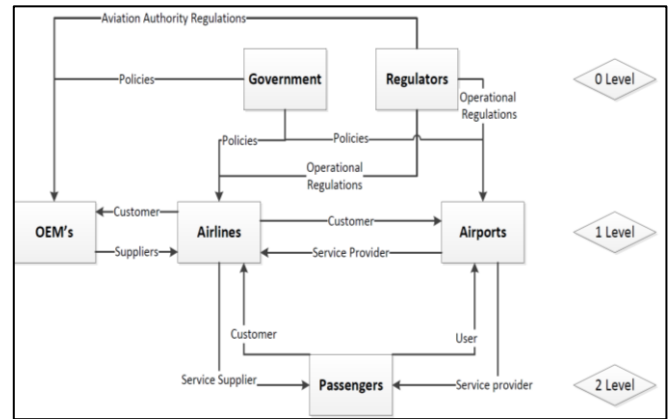 Aviation Authority Regulations
Government
Regulators
0 Level
Policies
Operational
Regulations
Policies
Policies
Operational
Regulations
OEM's
Customer
Suppliers
Airlines
Customer
Service Provider
Airports
1 Level
Customer
User
Service Supplier
Passengers
Service provider
2 Level